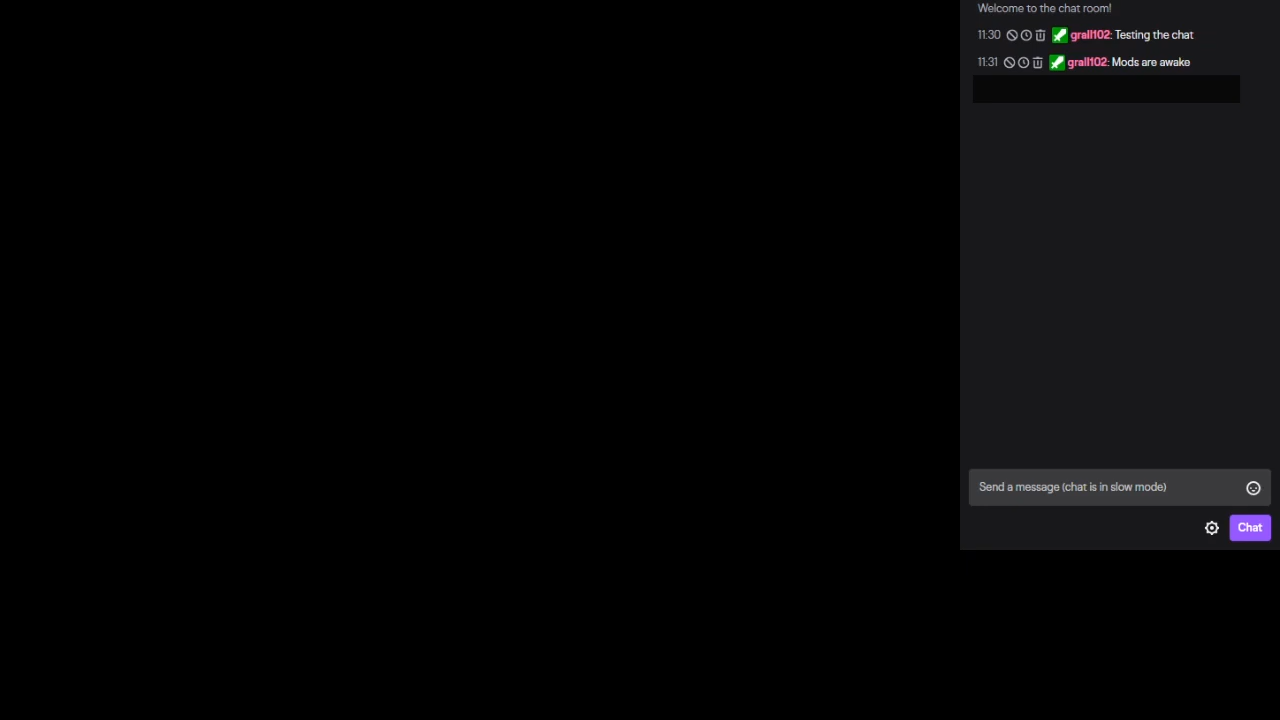 Welcome to the chat room!
11:30 grall102: Testing the chat
11:31 grall102: Mods are awake
Send a message (chat is in slow mode)
Chat